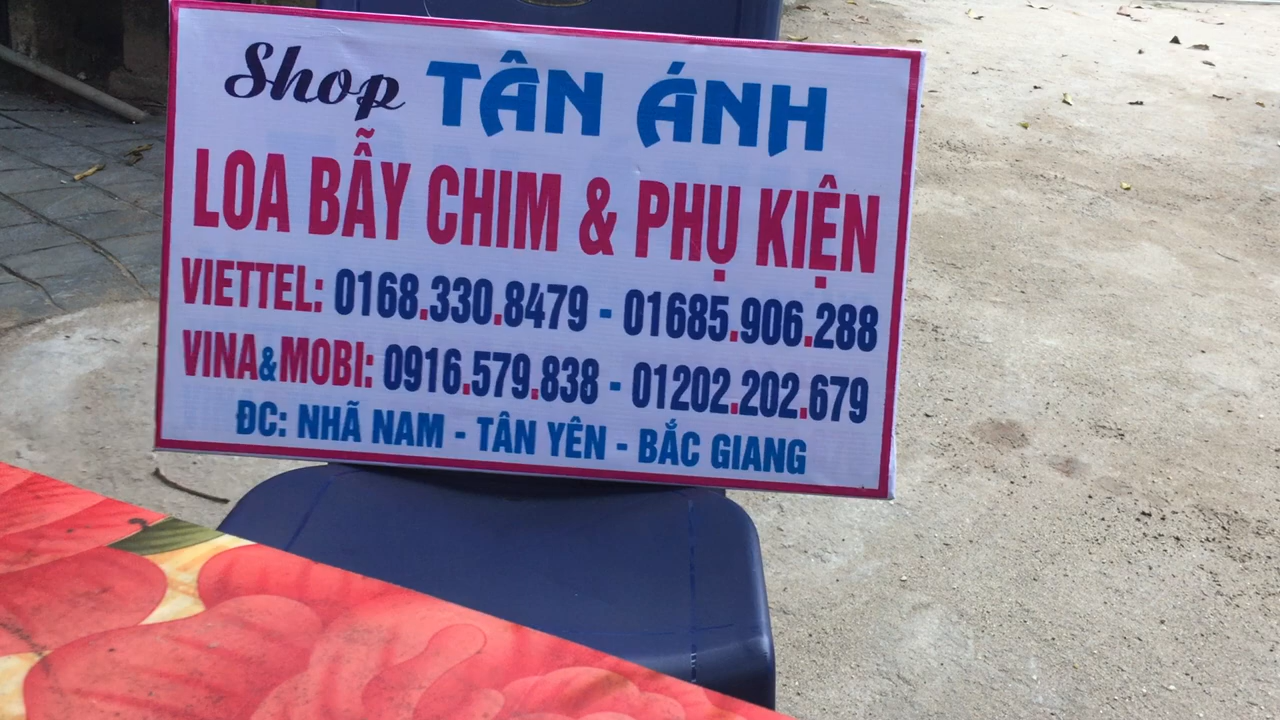 Shop TÂN ÁNH
LOA BẪY CHIM & PHỤ KIỆN
VIETTEL: 0168.330.8479 - 01685.906.288
VINA&MOBI: 0916.579.838 - 01202.202.679
ĐC: NHÃ NAM - TÂN YÊN - BẮC GIANG